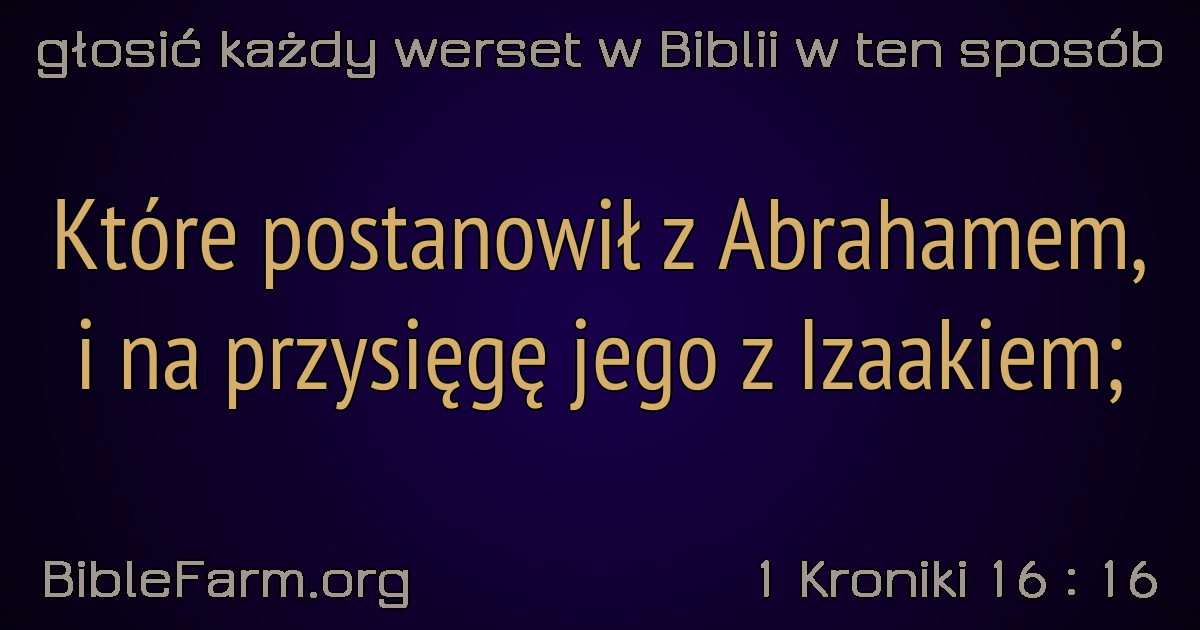 głosić każdy werset w Biblii w ten sposób
Które postanowił z Abrahamem,
i na przysięgę jego z Izaakiem;
BibleFarm.org
1 Kroniki 16 : 16